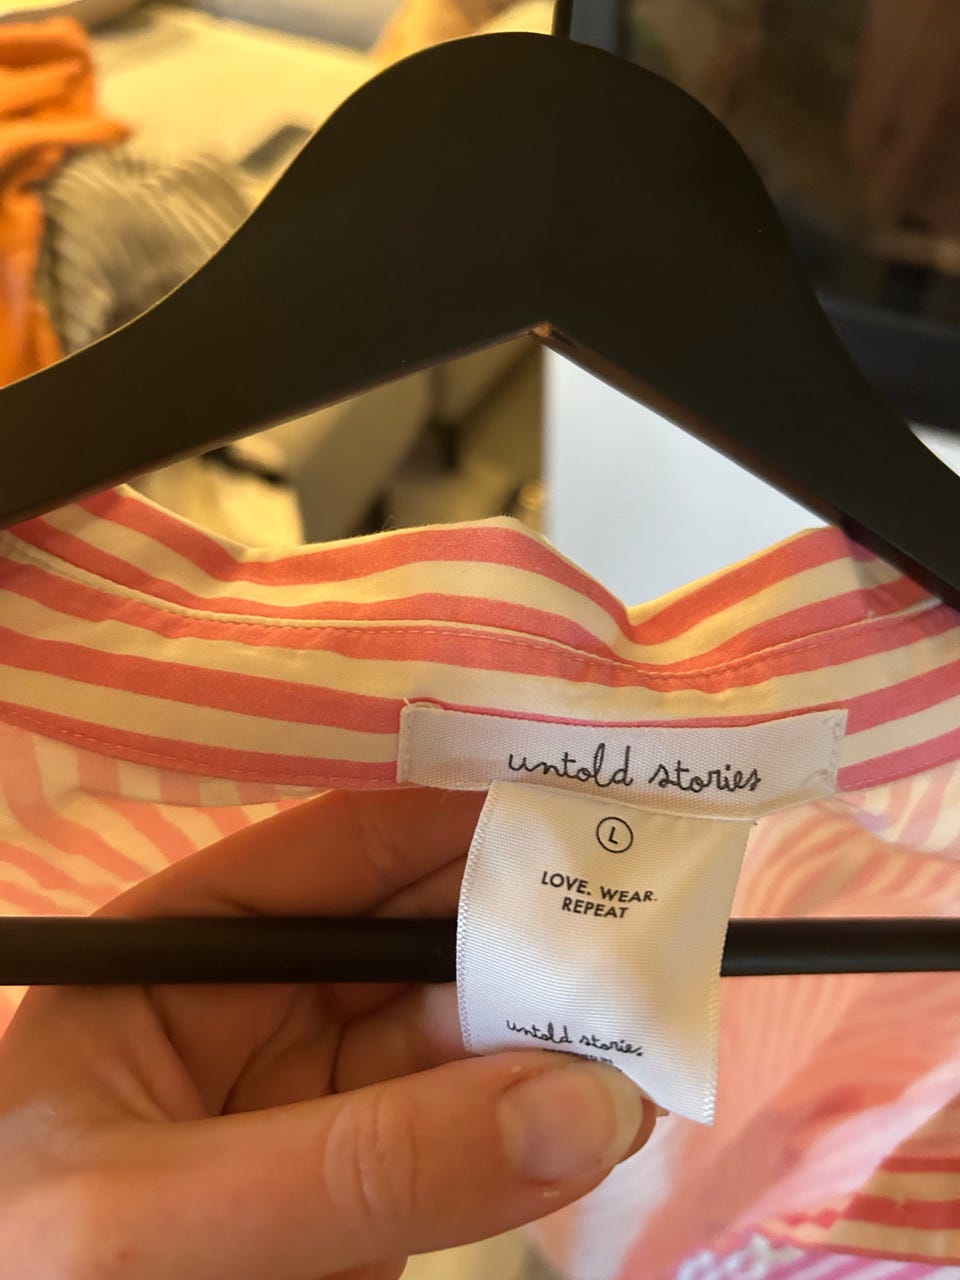 untold stories
L
LOVE. WEAR.
REPEAT
untold stories